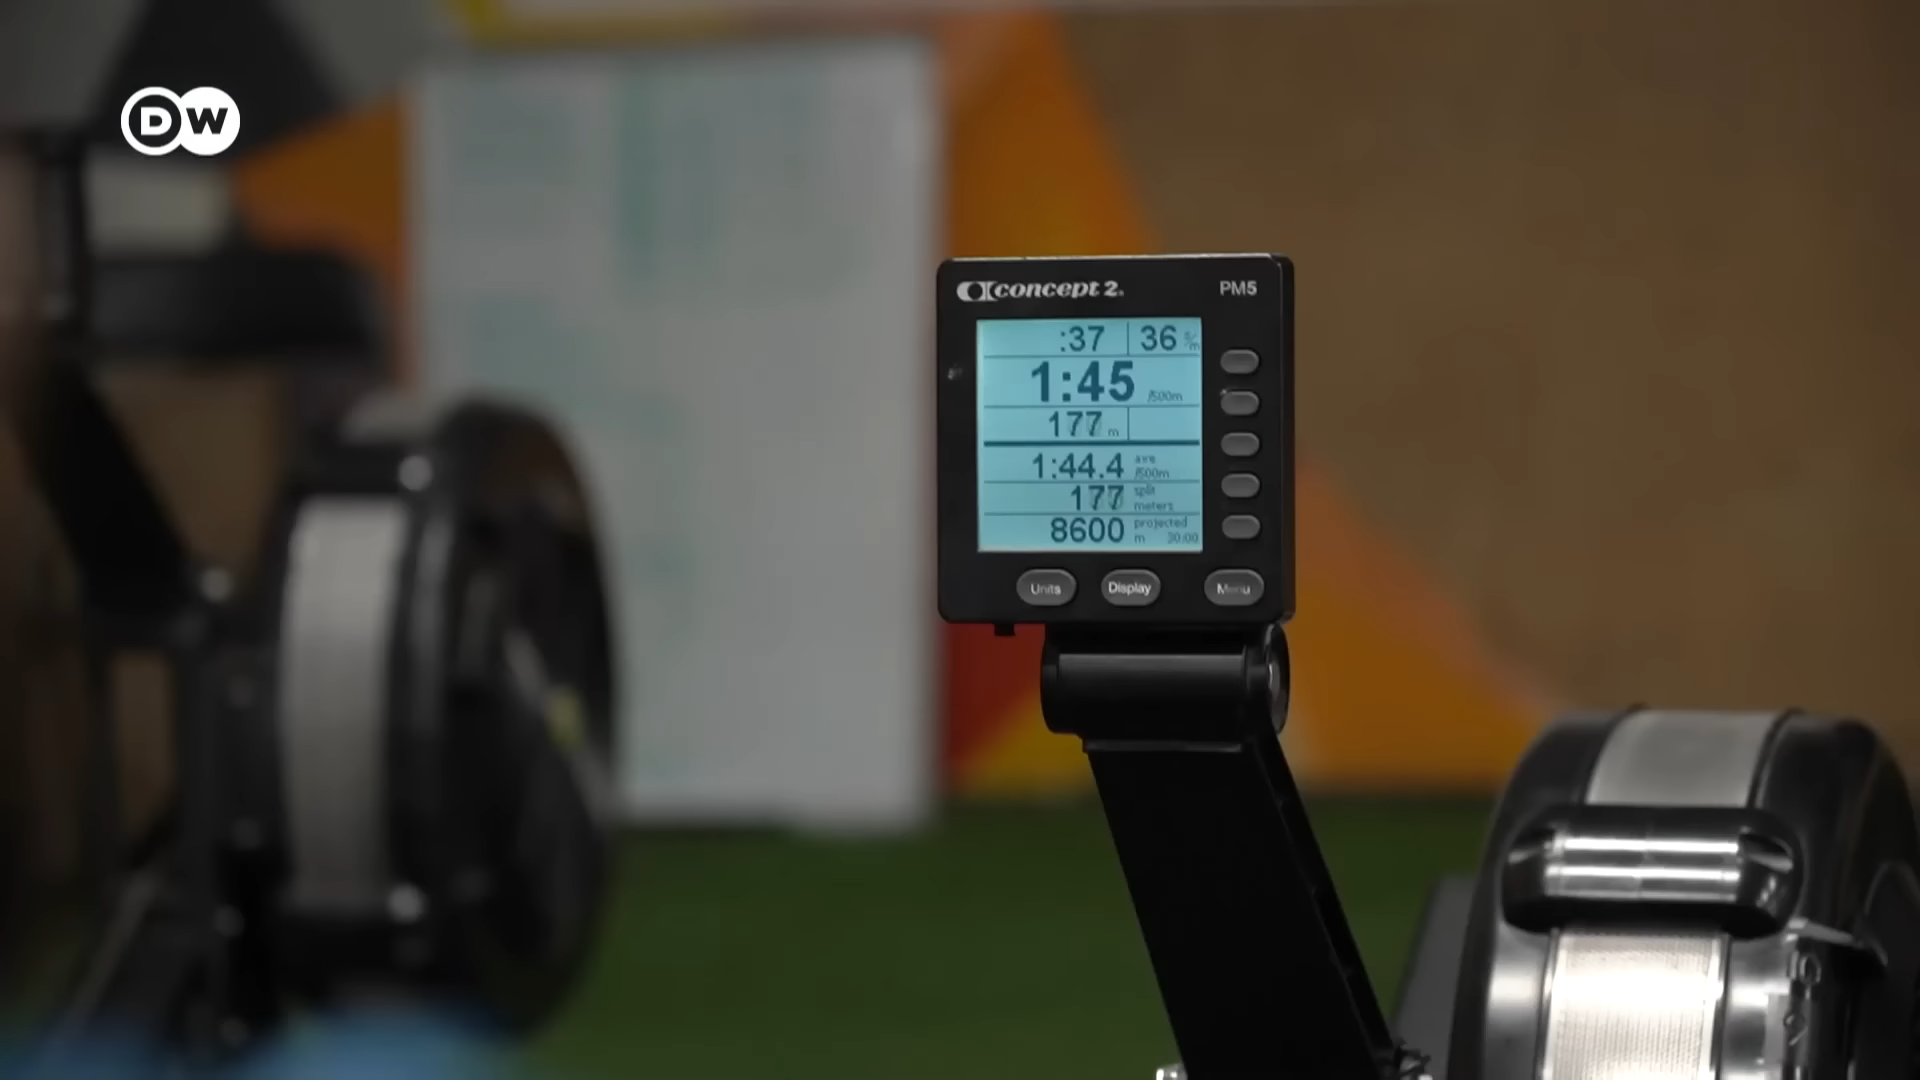 DW
concept 2.
PM5
:37 36 s/m
1:45 /500m
177 m
1:44.4 ave /500m
177 split meters
8600 projected m 30:00
Units Display Menu